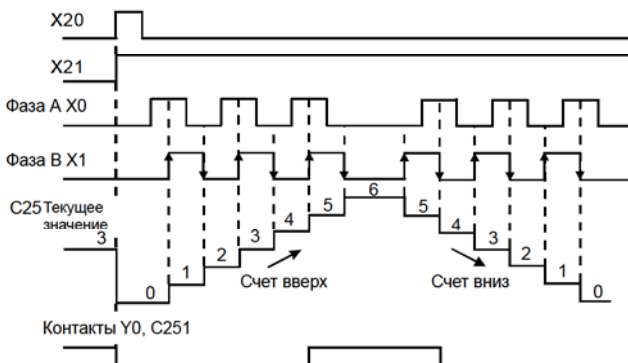 X20
X21
Фаза A X0
Фаза B X1
C25 Текущее
значение
3
0
1
2
3
4
5
6
5
4
3
2
1
0
Счет вверх
Счет вниз
Контакты Y0, C251